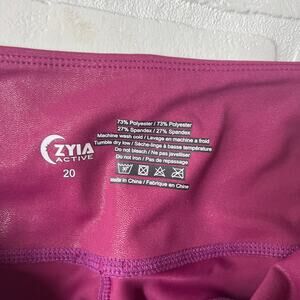 ZYIA
ACTIVE
20
73% Polyester / 73% Polyester
27% Spandex / 27% Spandex
Machine wash cold / Lavage en machine a froid
Tumble dry low / Sèche-linge à basse température
Do not bleach / Ne pas javelliser
Do not iron / Pas de repassage
Made in China / Fabrique en Chine